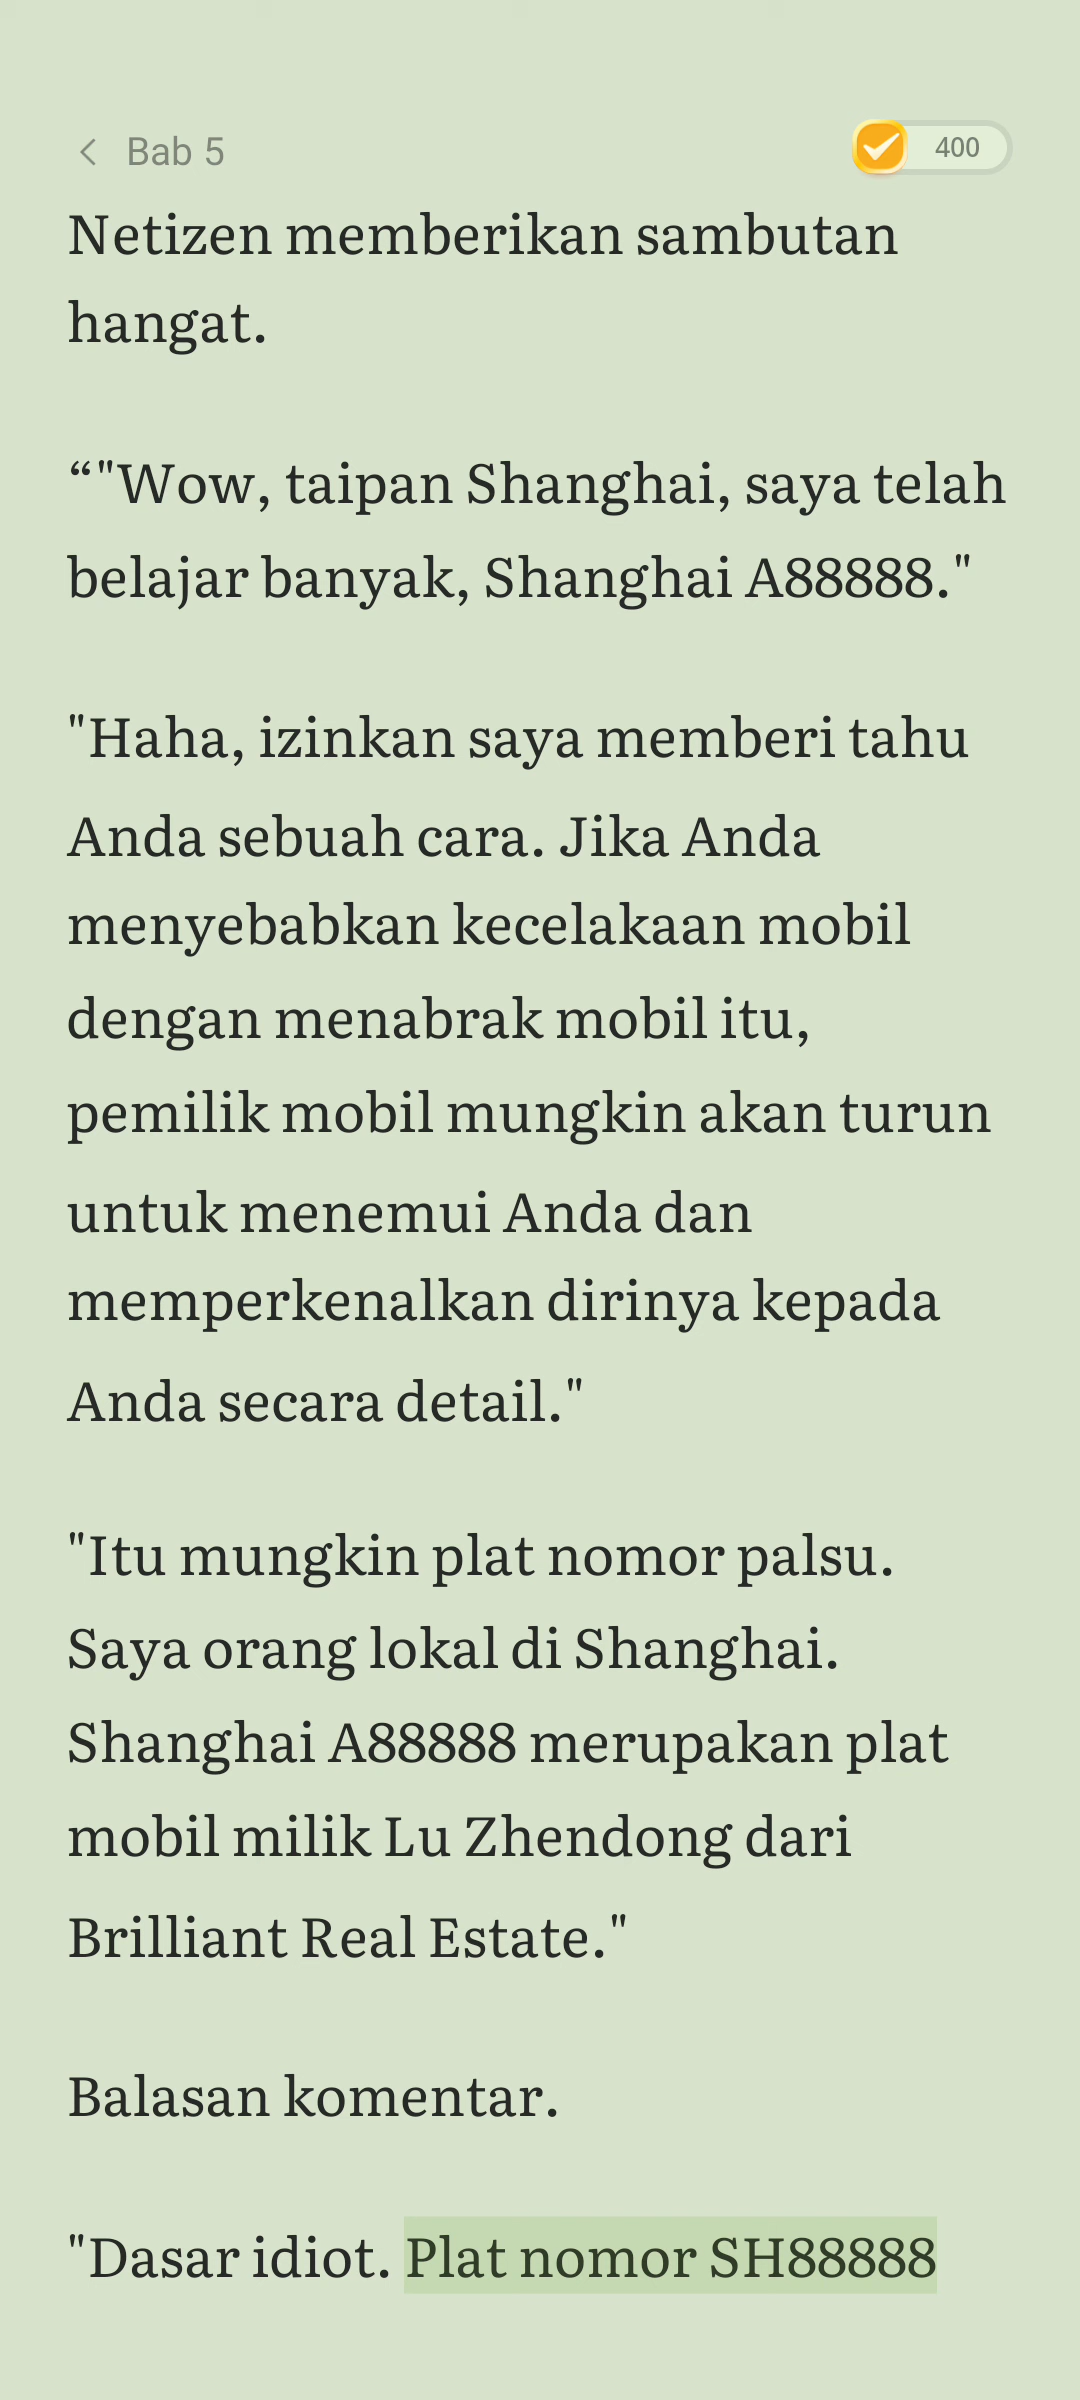 Bab 5
400
Netizen memberikan sambutan
hangat.
“"Wow, taipan Shanghai, saya telah
belajar banyak, Shanghai A88888."
"Haha, izinkan saya memberi tahu
Anda sebuah cara. Jika Anda
menyebabkan kecelakaan mobil
dengan menabrak mobil itu,
pemilik mobil mungkin akan turun
untuk menemui Anda dan
memperkenalkan dirinya kepada
Anda secara detail."
"Itu mungkin plat nomor palsu.
Saya orang lokal di Shanghai.
Shanghai A88888 merupakan plat
mobil milik Lu Zhendong dari
Brilliant Real Estate."
Balasan komentar.
"Dasar idiot. Plat nomor SH88888